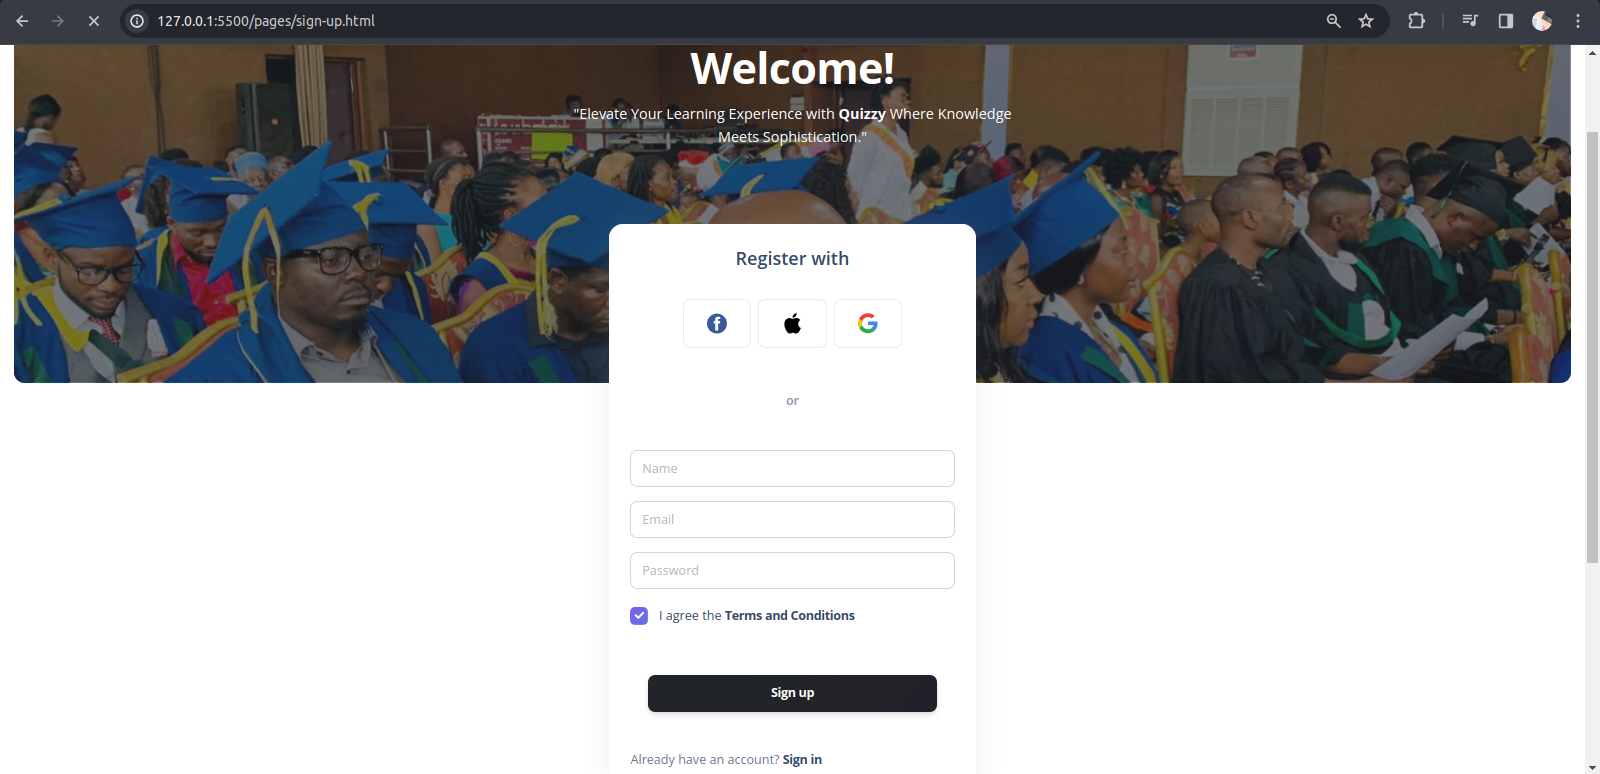 127.0.0.1:5500/pages/sign-up.html
Welcome!
"Elevate Your Learning Experience with Quizzy Where Knowledge
Meets Sophistication."
Register with
or
Name
Email
Password
I agree the Terms and Conditions
Sign up
Already have an account? Sign in